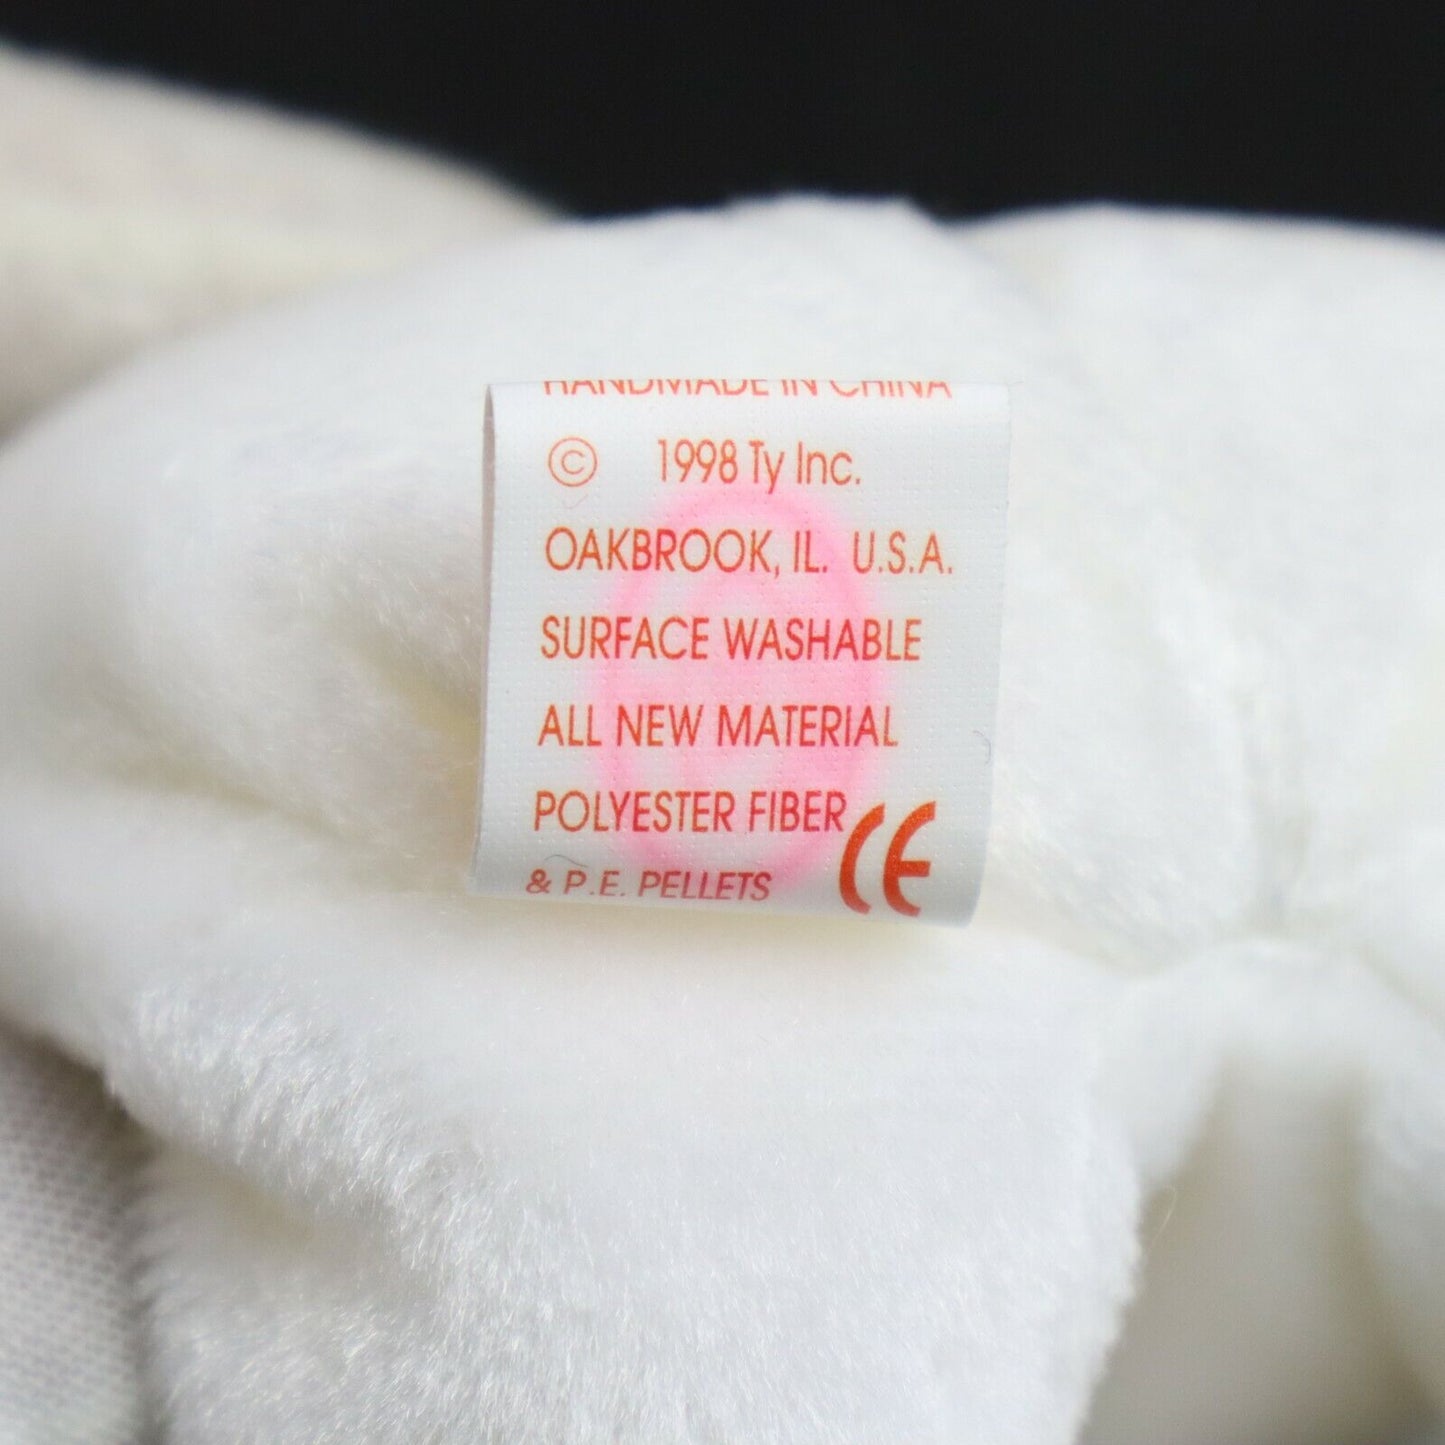 HANDMADE IN CHINA
© 1998 Ty Inc.
OAKBROOK, IL. U.S.A.
SURFACE WASHABLE
ALL NEW MATERIAL
POLYESTER FIBER
& P.E. PELLETS CE